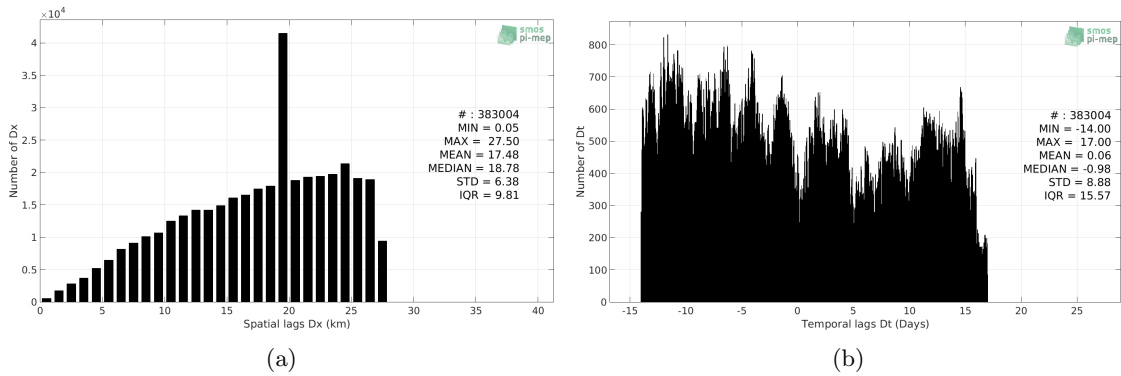 ×10⁴
smos
pi-mep
4
3.5
3
2.5
2
1.5
1
0.5
0
Number of Dx
# : 383004
MIN = 0.05
MAX =  27.50
MEAN = 17.48
MEDIAN = 18.78
STD = 6.38
IQR = 9.81
0 5 10 15 20 25 30 35 40
Spatial lags Dx (km)
(a)
smos
pi-mep
800
700
600
500
400
300
200
100
0
Number of Dt
# : 383004
MIN = -14.00
MAX =  17.00
MEAN = 0.06
MEDIAN = -0.98
STD = 8.88
IQR = 15.57
-15 -10 -5 0 5 10 15 20 25
Temporal lags Dt (Days)
(b)